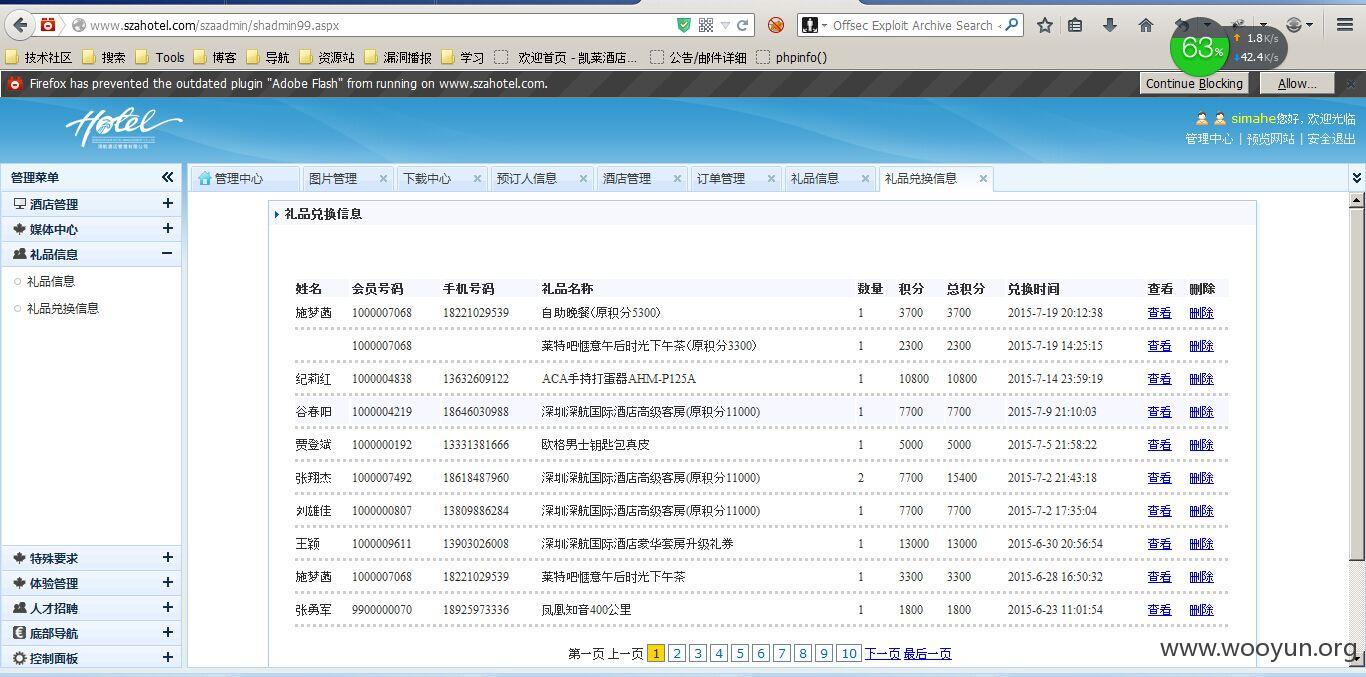 www.szahotel.com/szaadmin/shadmin99.aspx Offsec Exploit Archive Search
技术社区 搜索 Tools 博客 导航 资源站 漏洞播报 学习 欢迎首页 - 凯莱酒店... 公告/邮件详细 phpinfo()
63% 1.8K/s
42.4K/s
Firefox has prevented the outdated plugin "Adobe Flash" from running on www.szahotel.com. Continue Blocking Allow...
Hotel
simahe您好, 欢迎光临
管理中心 | 预览网站 | 安全退出
管理菜单 管理中心 图片管理 下载中心 预订人信息 酒店管理 订单管理 礼品信息 礼品兑换信息
酒店管理
媒体中心
礼品信息
礼品信息
礼品兑换信息
特殊要求
体验管理
人才招聘
底部导航
控制面板
礼品兑换信息
姓名 会员号码 手机号码 礼品名称 数量 积分 总积分 兑换时间 查看 删除
施梦茵 1000007068 18221029539 自助晚餐(原积分5300) 1 3700 3700 2015-7-19 20:12:38 查看 删除
1000007068 莱特吧惬意午后时光下午茶(原积分3300) 1 2300 2300 2015-7-19 14:25:15 查看 删除
纪莉红 1000004838 13632609122 ACA手持打蛋器AHM-P125A 1 10800 10800 2015-7-14 23:59:19 查看 删除
谷春阳 1000004219 18646030988 深圳深航国际酒店高级客房(原积分11000) 1 7700 7700 2015-7-9 21:10:03 查看 删除
贾登斌 1000000192 13331381666 欧格男士钥匙包真皮 1 5000 5000 2015-7-5 21:58:22 查看 删除
张翔杰 1000007492 18618487960 深圳深航国际酒店高级客房(原积分11000) 2 7700 15400 2015-7-2 21:43:18 查看 删除
刘雄佳 1000000807 13809886284 深圳深航国际酒店高级客房(原积分11000) 1 7700 7700 2015-7-2 17:35:04 查看 删除
王颖 1000009611 13903026008 深圳深航国际酒店豪华套房升级礼券 1 13000 13000 2015-6-30 20:56:54 查看 删除
施梦茵 1000007068 18221029539 莱特吧惬意午后时光下午茶 1 3300 3300 2015-6-28 16:50:32 查看 删除
张勇军 9900000070 18925973336 凤凰知音400公里 1 1800 1800 2015-6-23 11:01:54 查看 删除
第一页 上一页 1 2 3 4 5 6 7 8 9 10 下一页 最后一页
www.wooyun.org